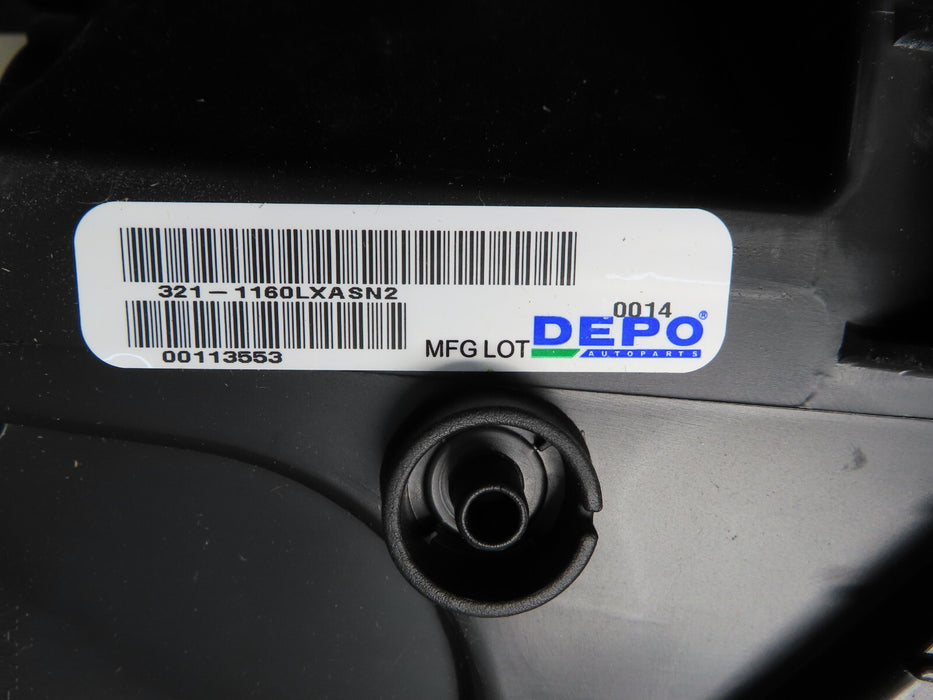 321-1160LXASN2
00113553
MFG LOT
0014
DEPO®
AUTOPARTS